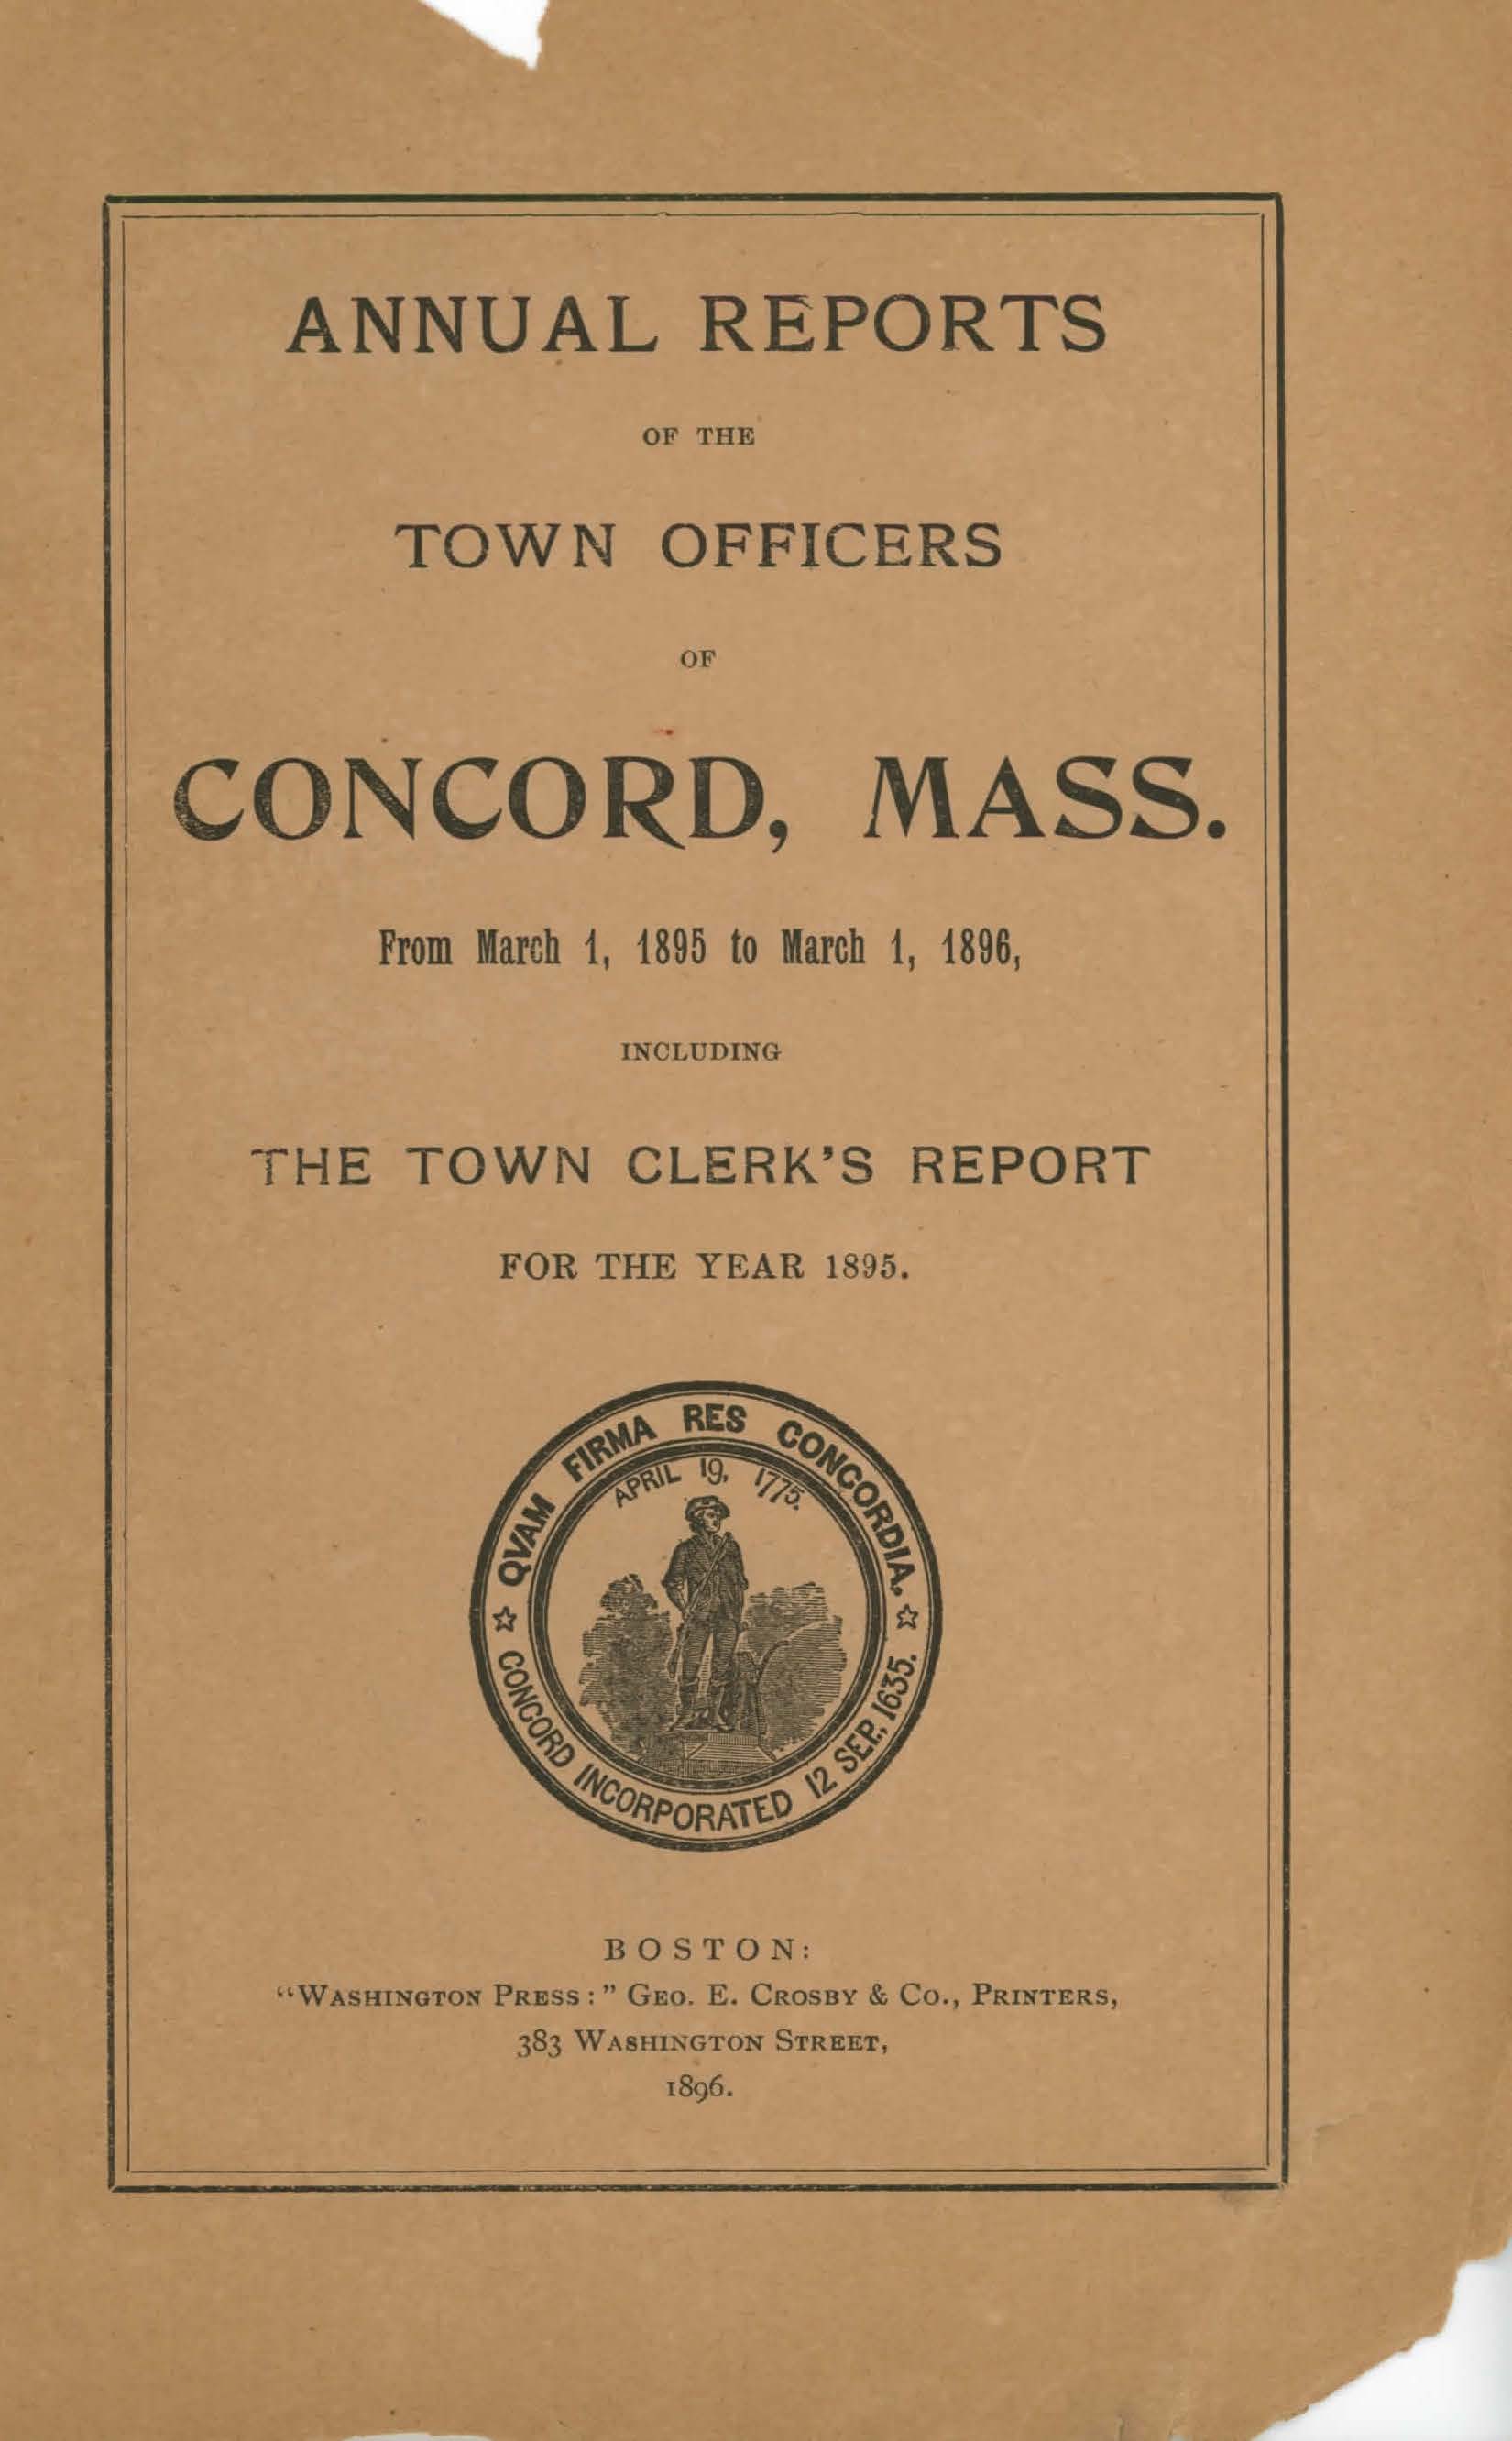 ANNUAL REPORTS
OF THE
TOWN OFFICERS
OF
CONCORD, MASS.
From March 1, 1895 to March 1, 1896,
INCLUDING
THE TOWN CLERK'S REPORT
FOR THE YEAR 1895.
QVAM FIRMA RES CONCORDIA.
APRIL 19, 1775.
CONCORD INCORPORATED 12 SEP., 1635.
BOSTON:
"WASHINGTON PRESS:" GEO. E. CROSBY & CO., PRINTERS,
383 WASHINGTON STREET,
1896.